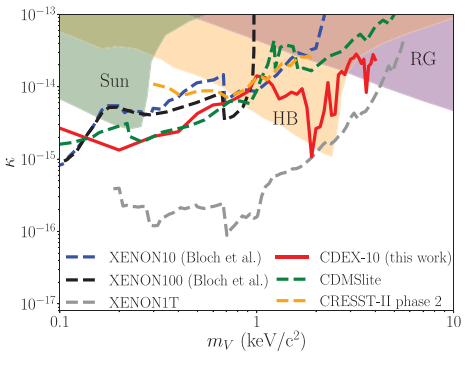 10⁻¹³
10⁻¹⁴
10⁻¹⁵
10⁻¹⁶
10⁻¹⁷
κ
Sun
HB
RG
XENON10 (Bloch et al.)
XENON100 (Bloch et al.)
XENON1T
CDEX-10 (this work)
CDMSlite
CRESST-II phase 2
0.1
1
10
m_V (keV/c²)